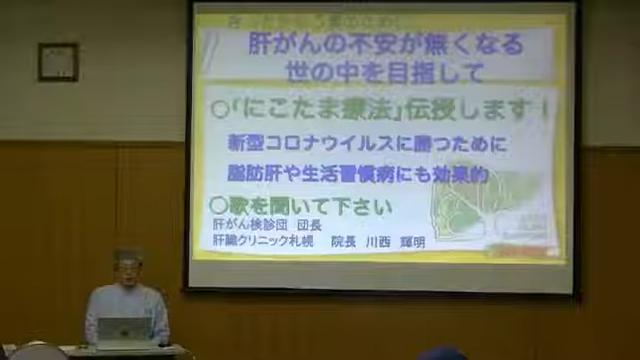 肝がんの不安が無くなる
世の中を目指して
○「にこたま療法」伝授します！
新型コロナウイルスに勝つために
脂肪肝や生活習慣病にも効果的
○歌を聞いて下さい
肝がん検診団 団長
肝臓クリニック札幌 院長 川西 輝明